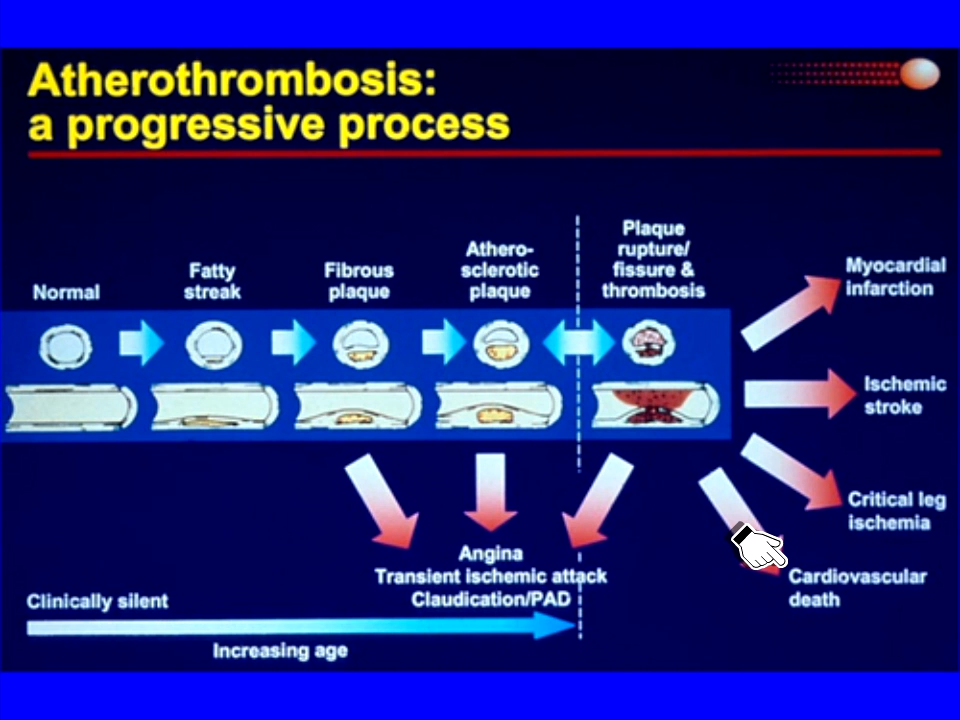 Atherothrombosis:
a progressive process
Normal
Fatty
streak
Fibrous
plaque
Athero-
sclerotic
plaque
Plaque
rupture/
fissure &
thrombosis
Myocardial
infarction
Ischemic
stroke
Critical leg
ischemia
Cardiovascular
death
Angina
Transient ischemic attack
Claudication/PAD
Clinically silent
Increasing age